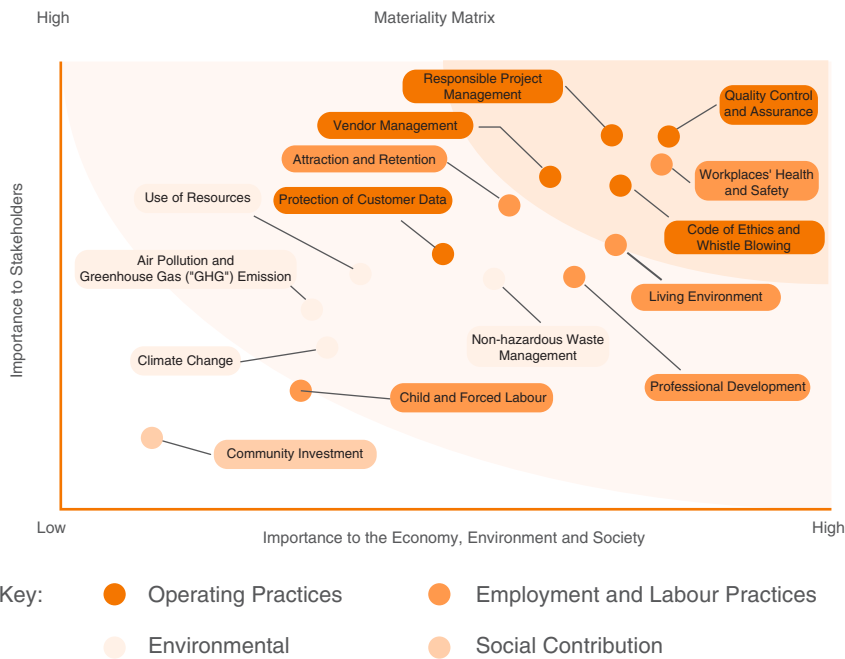 High
Materiality Matrix
Responsible Project
Management
Quality Control
and Assurance
Vendor Management
Attraction and Retention
Workplaces' Health
and Safety
Use of Resources
Protection of Customer Data
Code of Ethics and
Whistle Blowing
Air Pollution and
Greenhouse Gas ("GHG") Emission
Living Environment
Non-hazardous Waste
Management
Climate Change
Professional Development
Child and Forced Labour
Community Investment
Importance to Stakeholders
Low
Importance to the Economy, Environment and Society
High
Key:
Operating Practices
Employment and Labour Practices
Environmental
Social Contribution